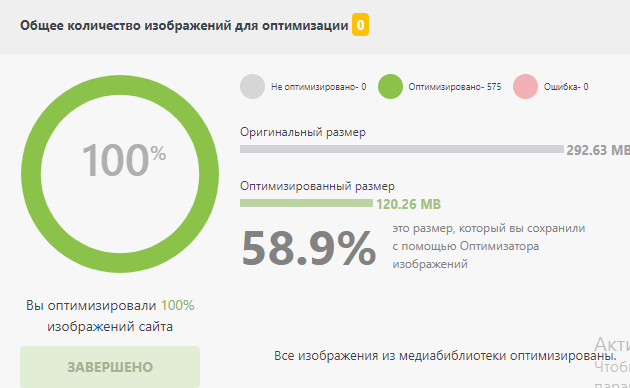 Общее количество изображений для оптимизации 0
100%
Не оптимизировано- 0 Оптимизировано- 575 Ошибка- 0
Оригинальный размер
292.63 MB
Оптимизированный размер
120.26 MB
58.9%
это размер, который вы сохранили
с помощью Оптимизатора
изображений
Вы оптимизировали 100%
изображений сайта
ЗАВЕРШЕНО
Все изображения из медиабиблиотеки оптимизированы.